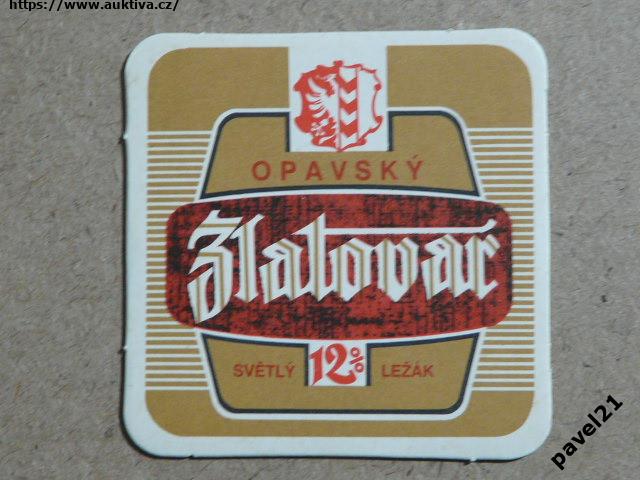 https://www.auktiva.cz/
OPAVSKÝ
Zlatovar
SVĚTLÝ 12% LEŽÁK
pavel21